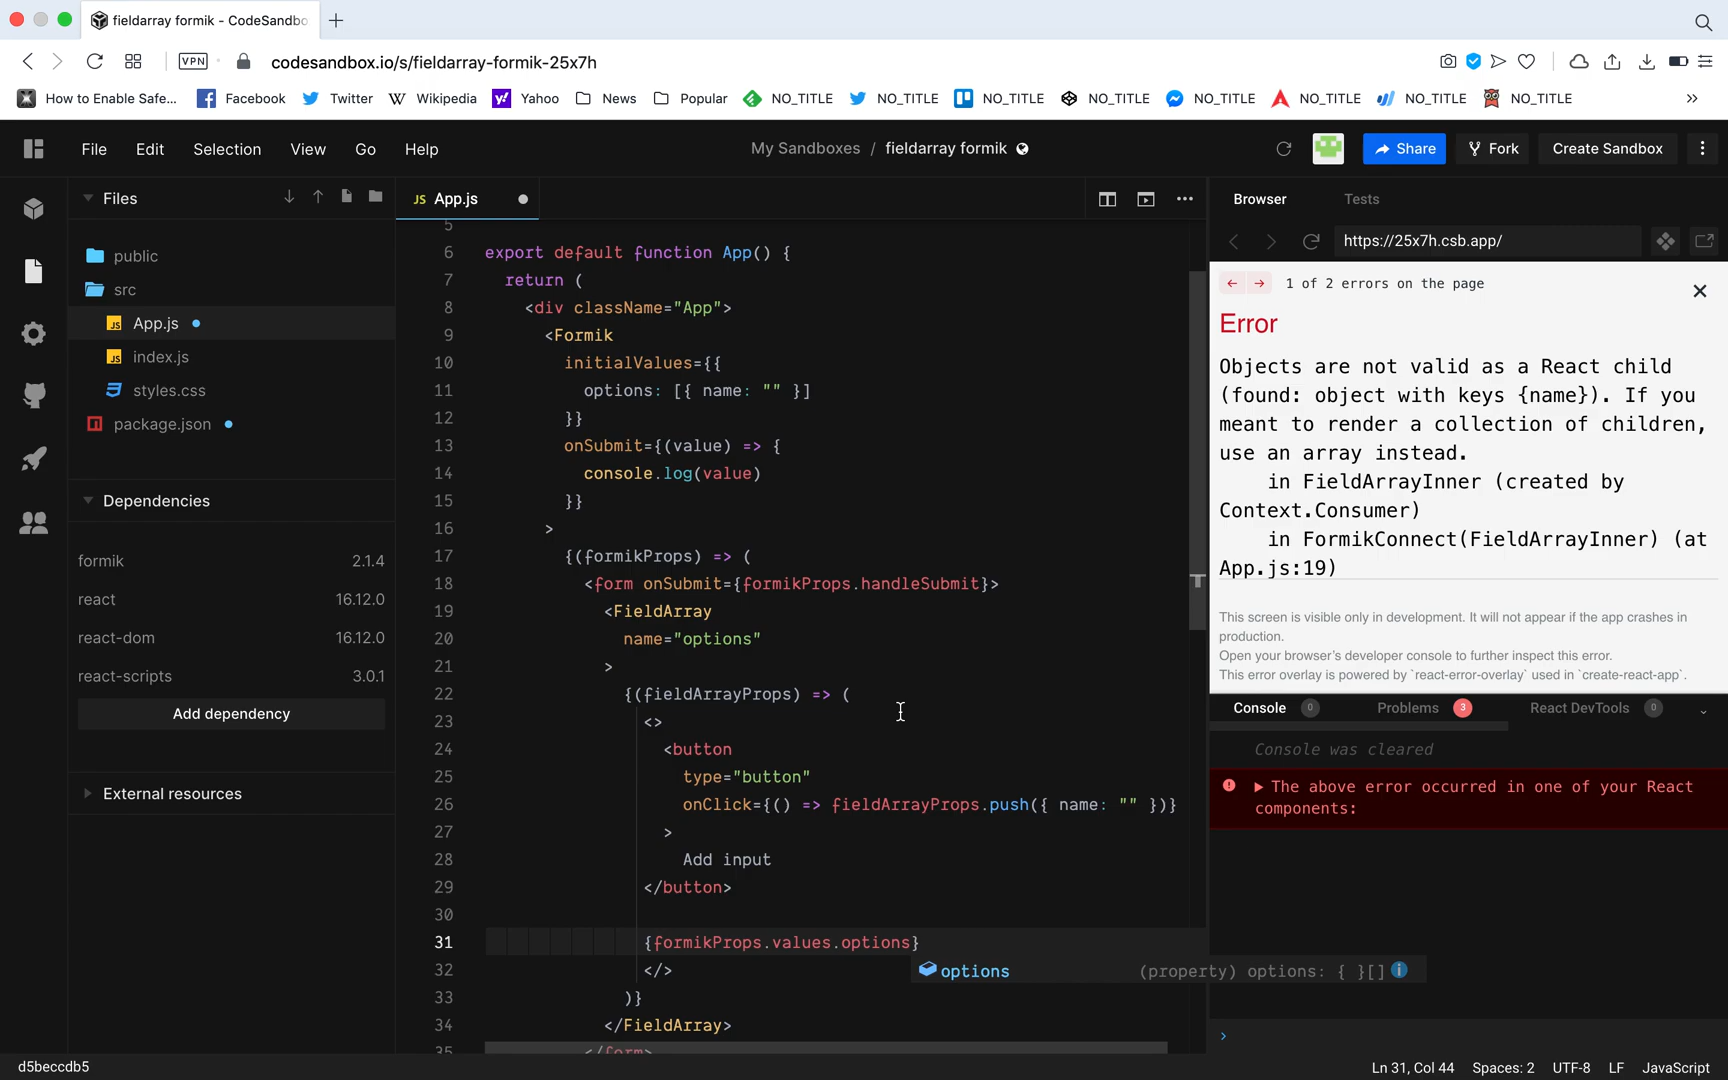 fieldarray formik - CodeSandbo
VPN
codesandbox.io/s/fieldarray-formik-25x7h
How to Enable Safe... Facebook Twitter Wikipedia Yahoo News Popular NO_TITLE NO_TITLE NO_TITLE NO_TITLE NO_TITLE NO_TITLE NO_TITLE NO_TITLE »
File Edit Selection View Go Help
My Sandboxes / fieldarray formik
Share Fork Create Sandbox
Files
public
src
JS App.js
JS index.js
styles.css
package.json
Dependencies
formik 2.1.4
react 16.12.0
react-dom 16.12.0
react-scripts 3.0.1
Add dependency
External resources
d5beccdb5
JS App.js
5
6 export default function App() {
7 return (
8 <div className="App">
9 <Formik
10 initialValues={{
11 options: [{ name: "" }]
12 }}
13 onSubmit={(value) => {
14 console.log(value)
15 }}
16 >
17 {(formikProps) => (
18 <form onSubmit={formikProps.handleSubmit}>
19 <FieldArray
20 name="options"
21 >
22 {(fieldArrayProps) => (
23 <>
24 <button
25 type="button"
26 onClick={() => fieldArrayProps.push({ name: "" })}
27 >
28 Add input
29 </button>
30
31 {formikProps.values.options}
32 </>
options (property) options: { }[]
33 )}
34 </FieldArray>
35 </form>
Browser Tests
https://25x7h.csb.app/
1 of 2 errors on the page
Error
Objects are not valid as a React child
(found: object with keys {name}). If you
meant to render a collection of children,
use an array instead.
in FieldArrayInner (created by
Context.Consumer)
in FormikConnect(FieldArrayInner) (at
App.js:19)
This screen is visible only in development. It will not appear if the app crashes in
production.
Open your browser's developer console to further inspect this error.
This error overlay is powered by `react-error-overlay` used in `create-react-app`.
Console 0 Problems 3 React DevTools 0
Console was cleared
The above error occurred in one of your React
components:
Ln 31, Col 44 Spaces: 2 UTF-8 LF JavaScript